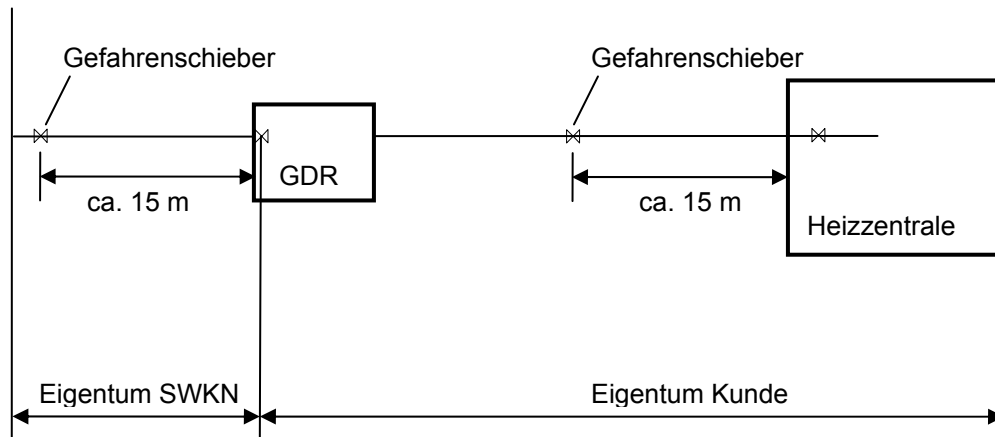 Gefahrenschieber
Gefahrenschieber
GDR
ca. 15 m
ca. 15 m
Heizzentrale
Eigentum SWKN
Eigentum Kunde